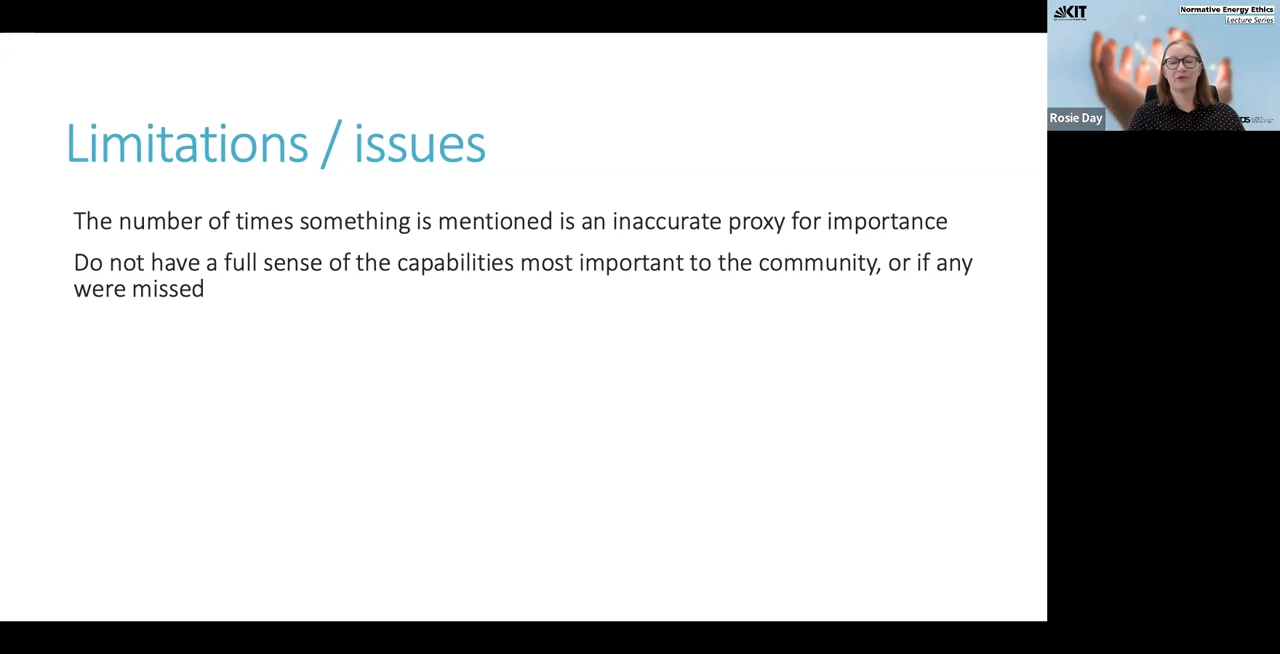 Limitations / issues
The number of times something is mentioned is an inaccurate proxy for importance
Do not have a full sense of the capabilities most important to the community, or if any
were missed
KIT
Normative Energy Ethics
Lecture Series
Rosie Day